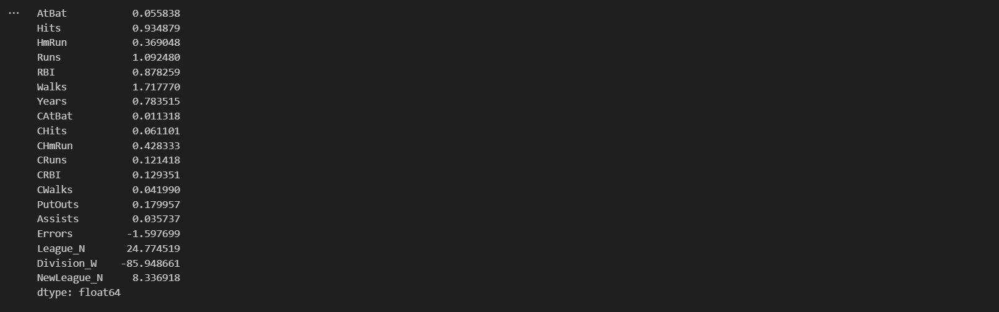 ... AtBat 0.055838
Hits 0.934879
HmRun 0.369048
Runs 1.092480
RBI 0.878259
Walks 1.717770
Years 0.783515
CAtBat 0.011318
CHits 0.061101
CHmRun 0.428333
CRuns 0.121418
CRBI 0.129351
CWalks 0.041990
PutOuts 0.179957
Assists 0.035737
Errors -1.597699
League_N 24.774519
Division_W -85.948661
NewLeague_N 8.336918
dtype: float64